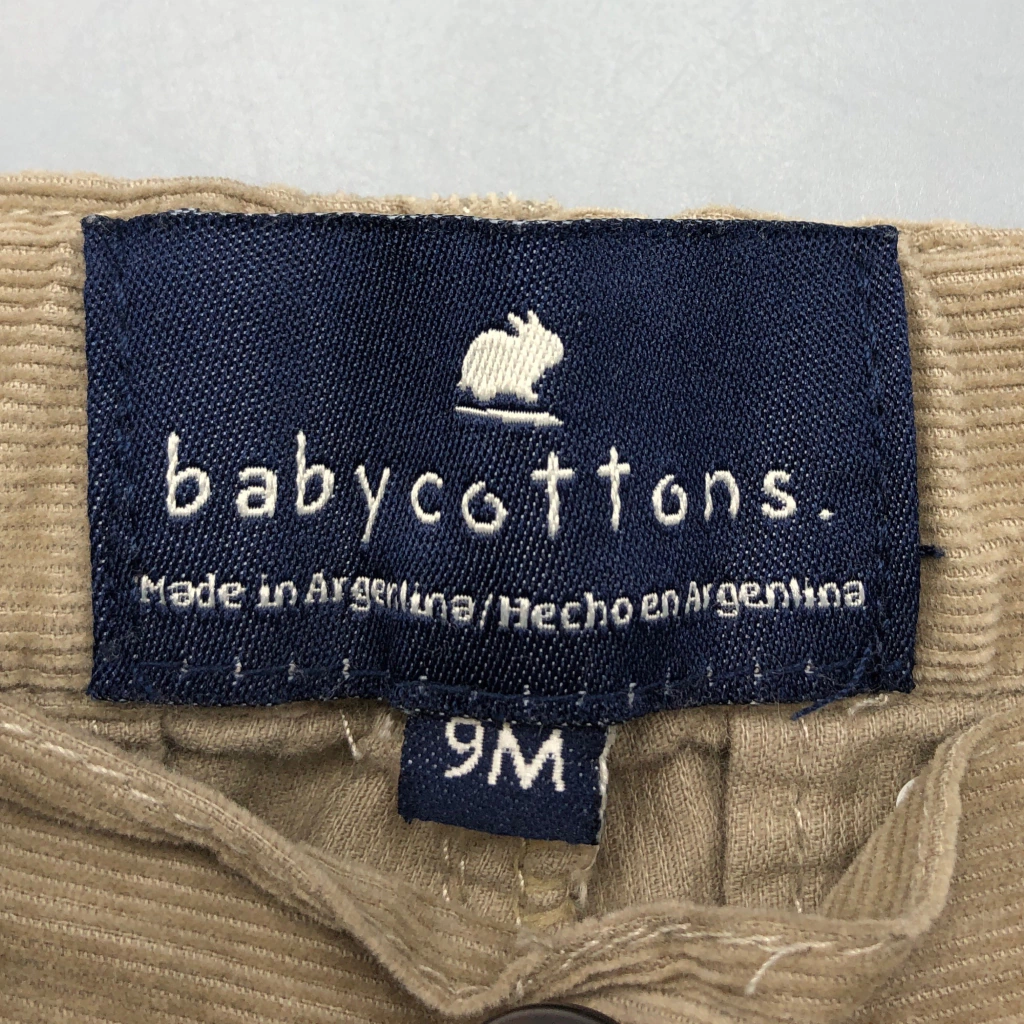 babycottons.
Made in Argentina/Hecho en Argentina
9M